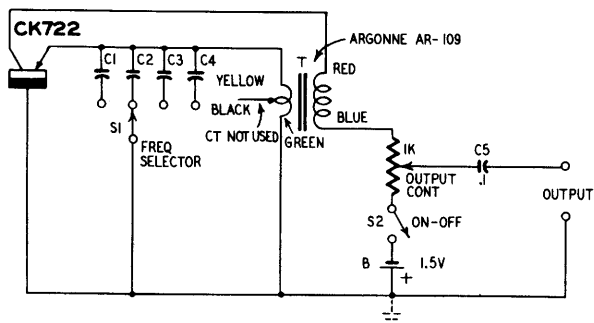 CK722
C1
C2
C3
C4
T
ARGONNE AR-109
YELLOW
RED
BLACK
BLUE
S1
CT NOT USED
GREEN
FREQ
SELECTOR
1K
OUTPUT
CONT
C5
.1
OUTPUT
S2
ON-OFF
B
1.5V
+